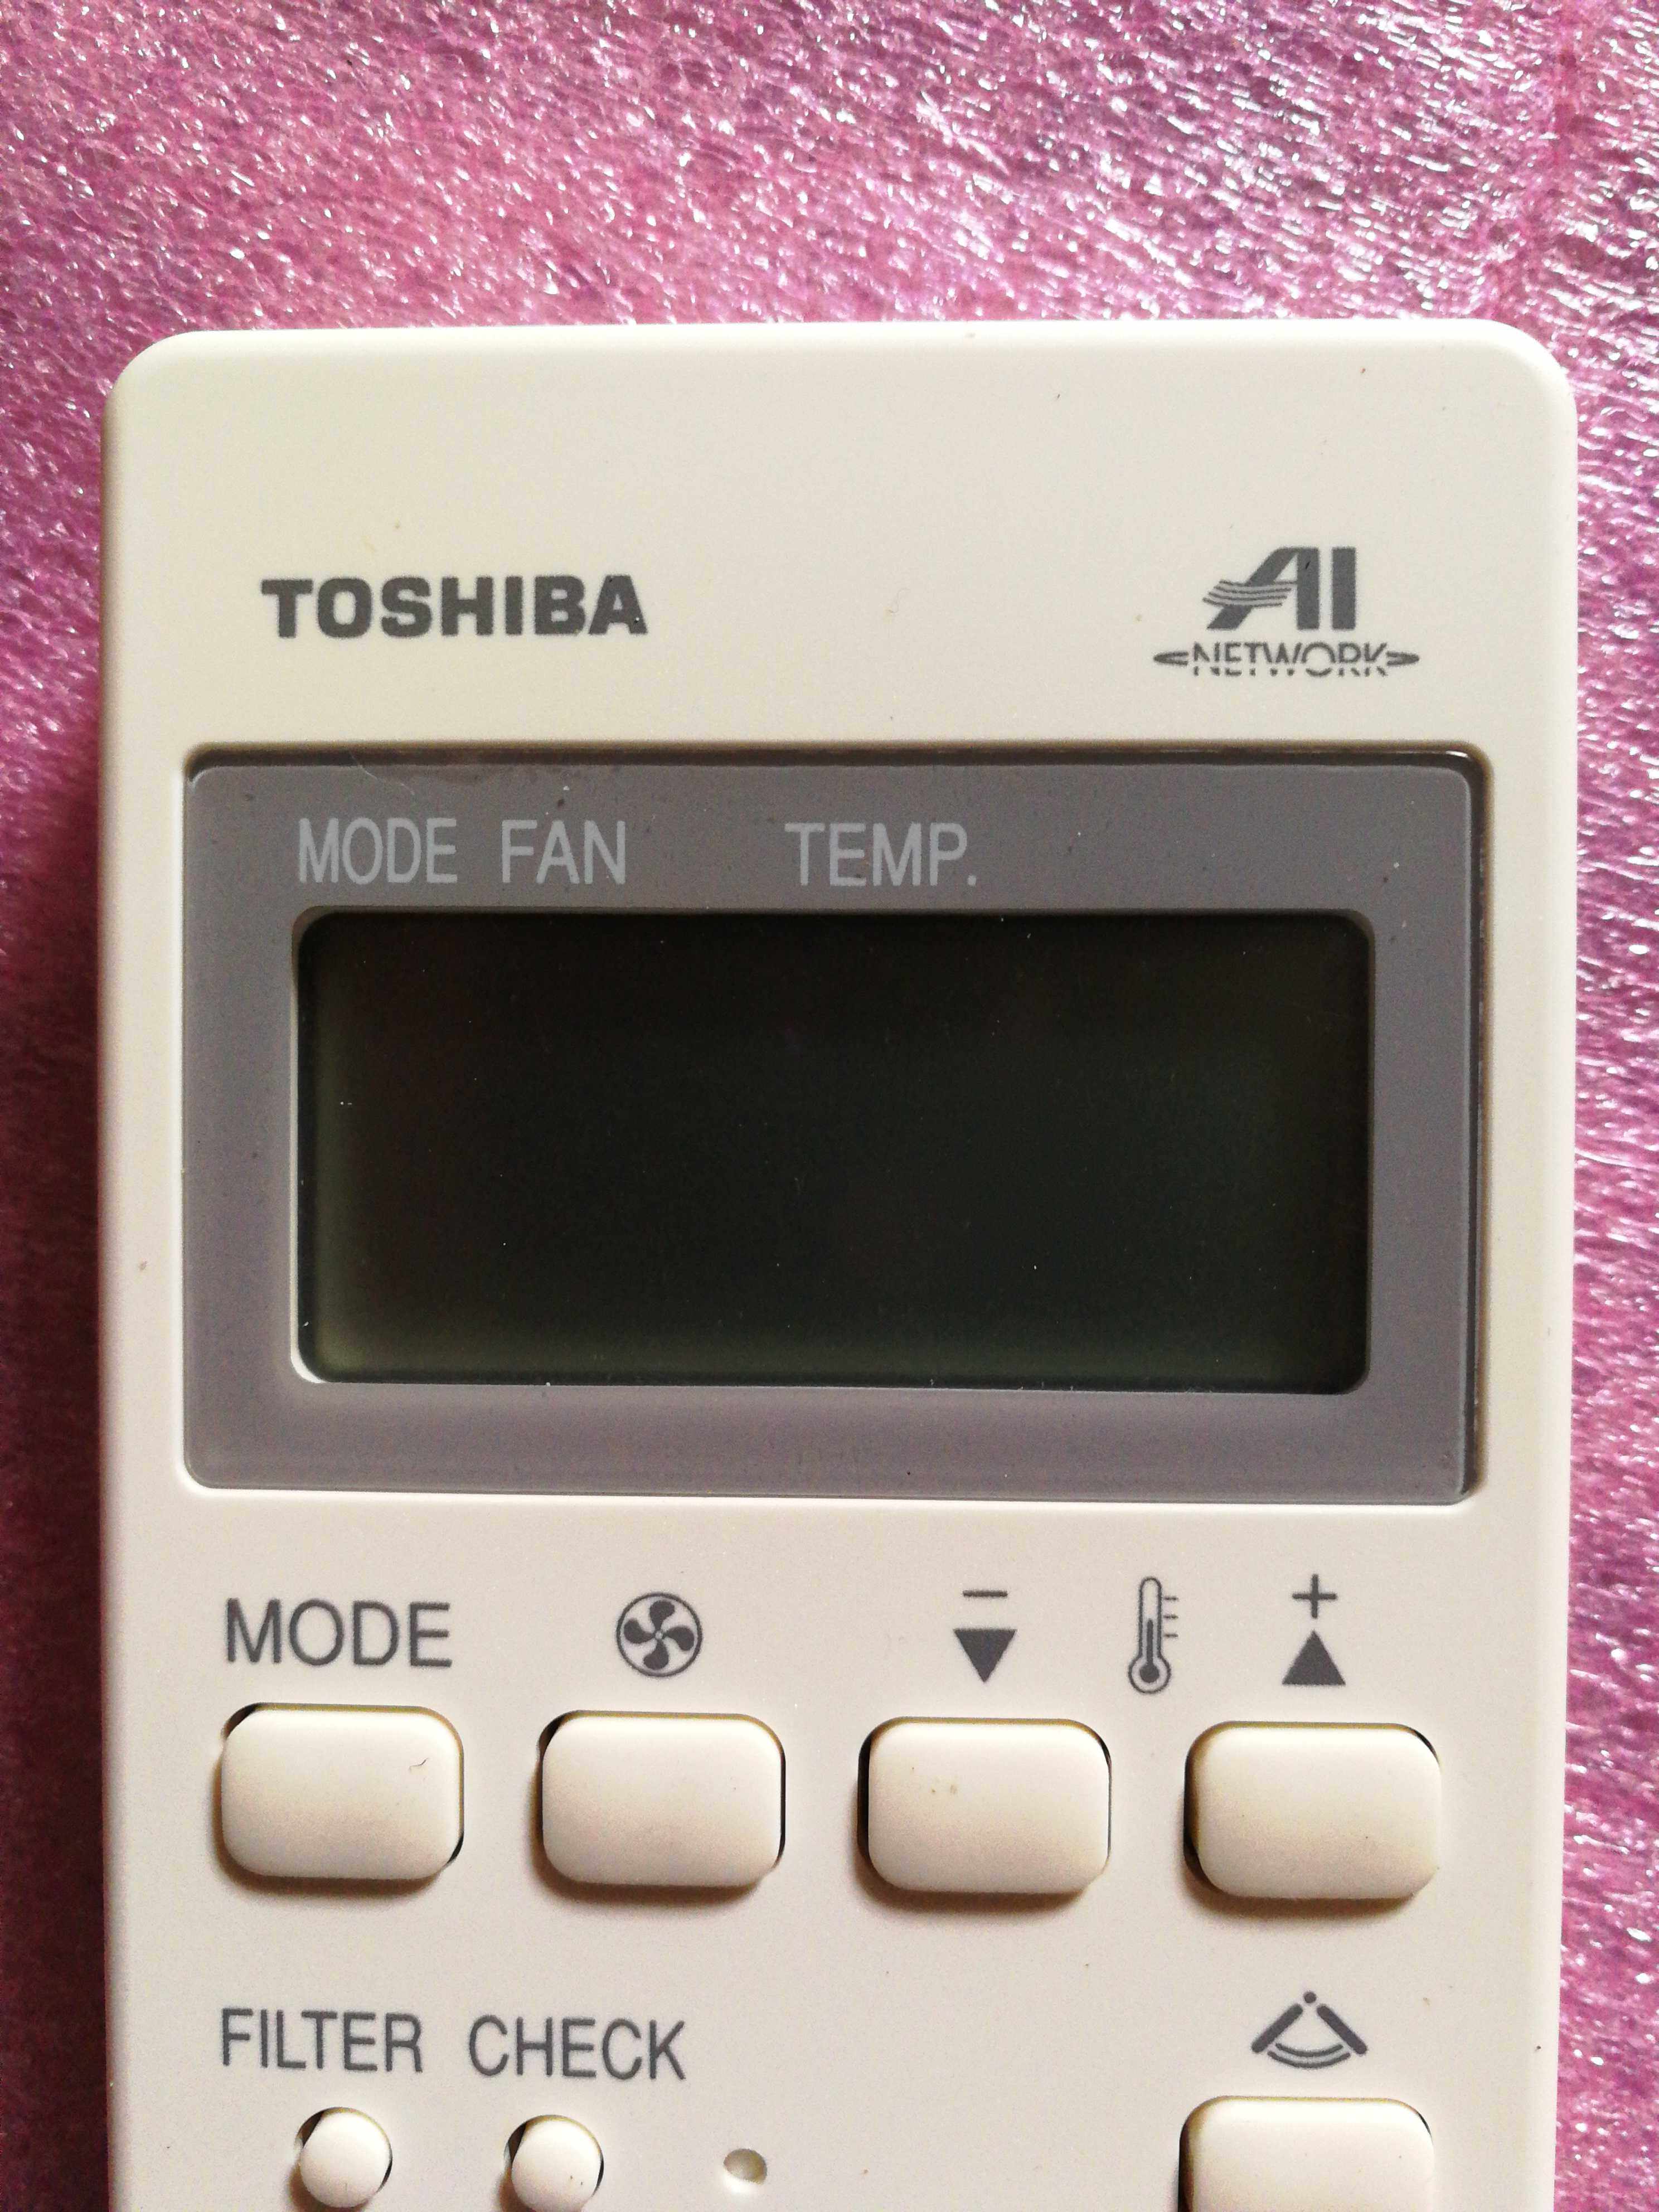 TOSHIBA
AI
NETWORK
MODE FAN TEMP.
MODE − +
FILTER CHECK